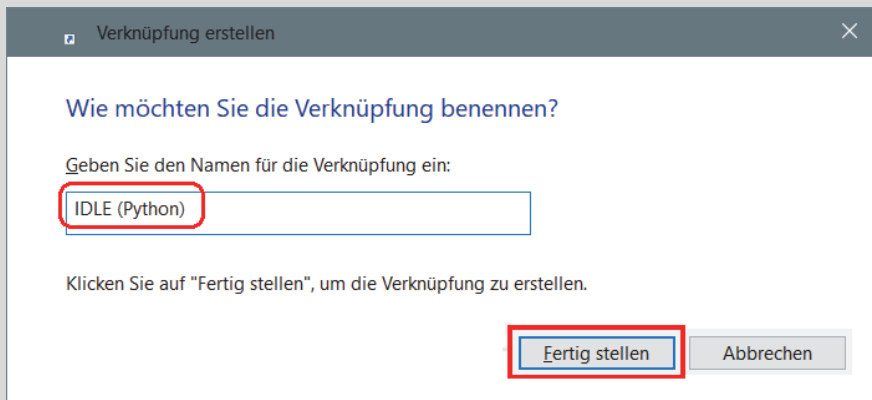 Verknüpfung erstellen
Wie möchten Sie die Verknüpfung benennen?
Geben Sie den Namen für die Verknüpfung ein:
IDLE (Python)
Klicken Sie auf "Fertig stellen", um die Verknüpfung zu erstellen.
Fertig stellen Abbrechen